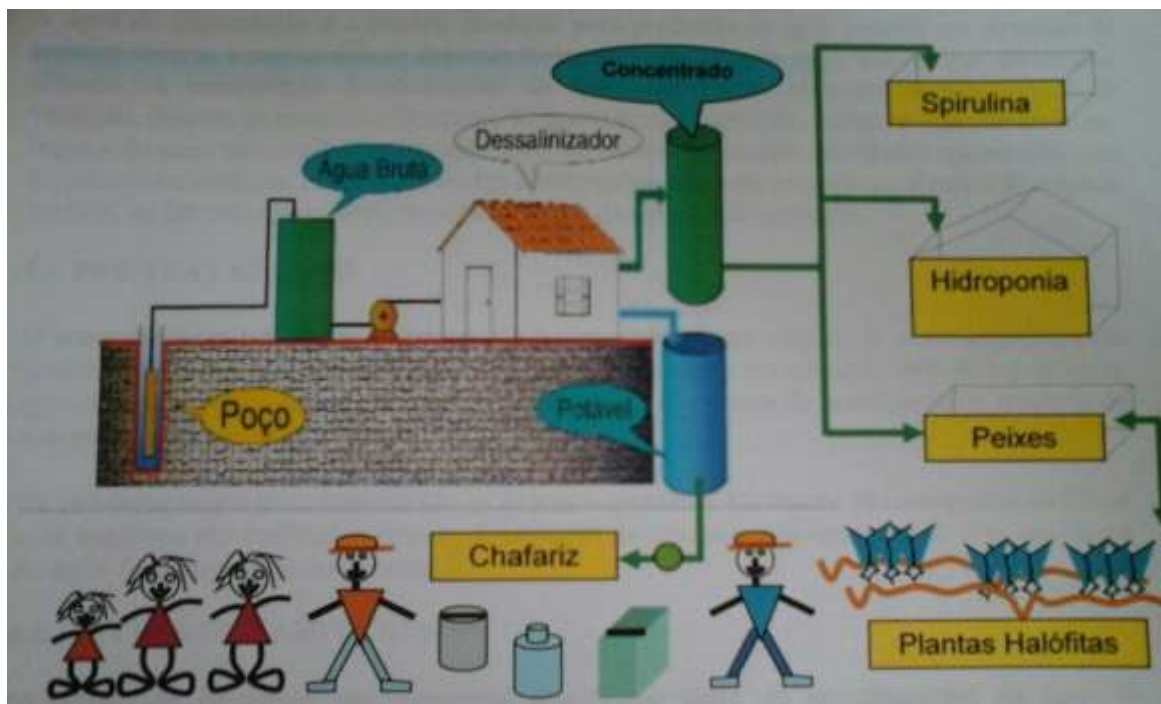 Concentrado
Spirulina
Dessalinizador
Água Bruta
Hidroponia
Poço
Potável
Peixes
Chafariz
Plantas Halófitas